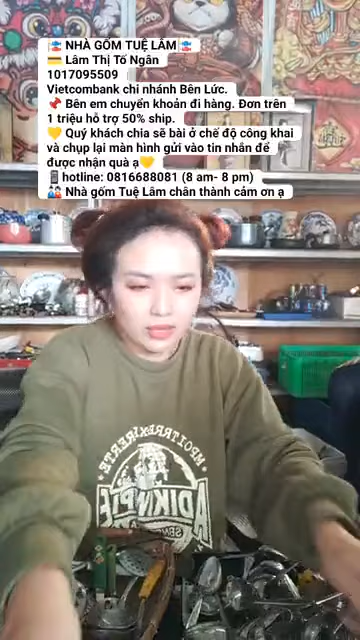 🎏 NHÀ GỐM TUỆ LÂM🎏
💳 Lâm Thị Tố Ngân
1017095509
Vietcombank chi nhánh Bên Lức.
📌 Bên em chuyển khoản đi hàng. Đơn trên
1 triệu hỗ trợ 50% ship.
💛 Quý khách chia sẽ bài ở chế độ công khai
và chụp lại màn hình gửi vào tin nhắn để
được nhận quà ạ💛
📱hotline: 0816688081 (8 am- 8 pm)
🎎 Nhà gốm Tuệ Lâm chân thành cảm ơn ạ